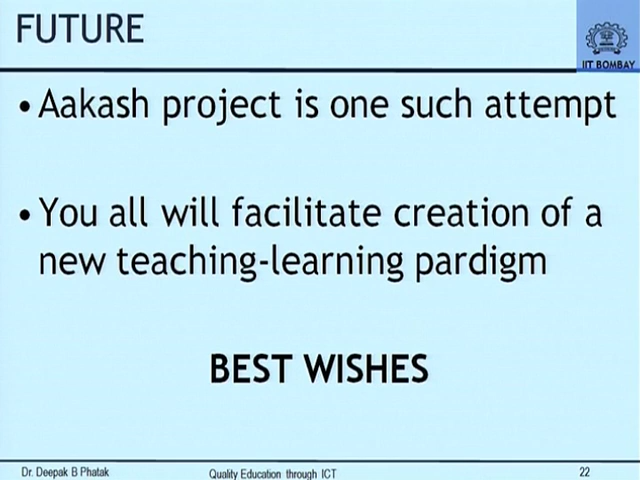 FUTURE
IIT BOMBAY
•Aakash project is one such attempt
•You all will facilitate creation of a
new teaching-learning pardigm
BEST WISHES
Dr. Deepak B Phatak
Quality Education through ICT
22